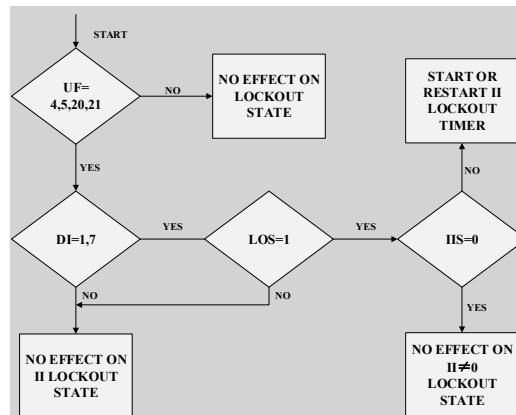 START
UF=
4,5,20,21
NO
NO EFFECT ON
LOCKOUT
STATE
START OR
RESTART II
LOCKOUT
TIMER
YES
NO
DI=1,7
YES
LOS=1
YES
IIS=0
NO
NO
YES
NO EFFECT ON
II LOCKOUT
STATE
NO EFFECT ON
II≠0
LOCKOUT
STATE